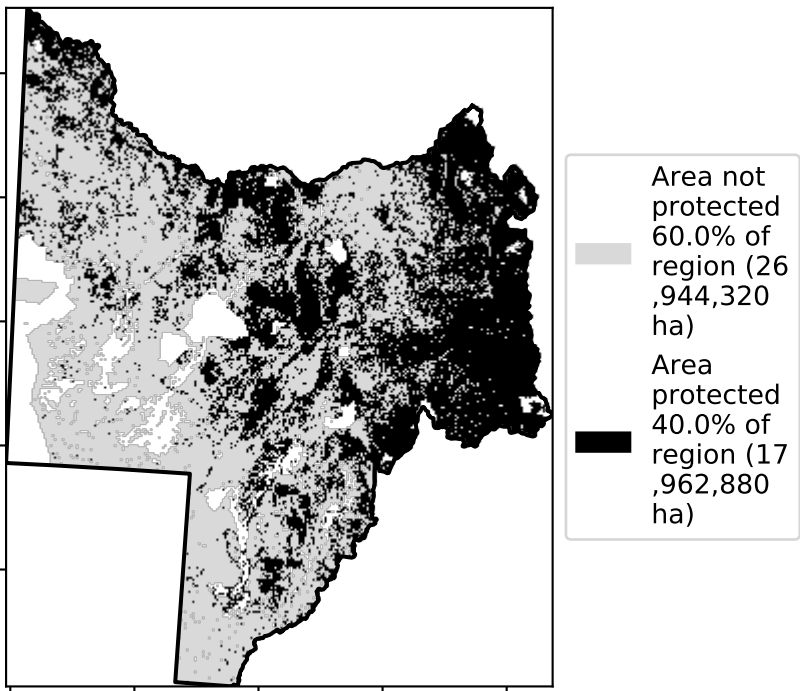 Area not
protected
60.0% of
region (26
,944,320
ha)
Area
protected
40.0% of
region (17
,962,880
ha)